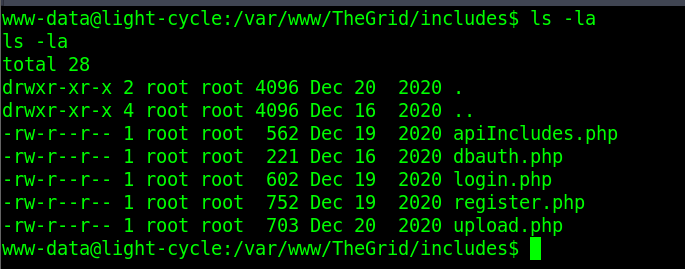 www-data@light-cycle:/var/www/TheGrid/includes$ ls -la
ls -la
total 28
drwxr-xr-x 2 root root 4096 Dec 20  2020 .
drwxr-xr-x 4 root root 4096 Dec 16  2020 ..
-rw-r--r-- 1 root root  562 Dec 19  2020 apiIncludes.php
-rw-r--r-- 1 root root  221 Dec 16  2020 dbauth.php
-rw-r--r-- 1 root root  602 Dec 19  2020 login.php
-rw-r--r-- 1 root root  752 Dec 19  2020 register.php
-rw-r--r-- 1 root root  703 Dec 20  2020 upload.php
www-data@light-cycle:/var/www/TheGrid/includes$